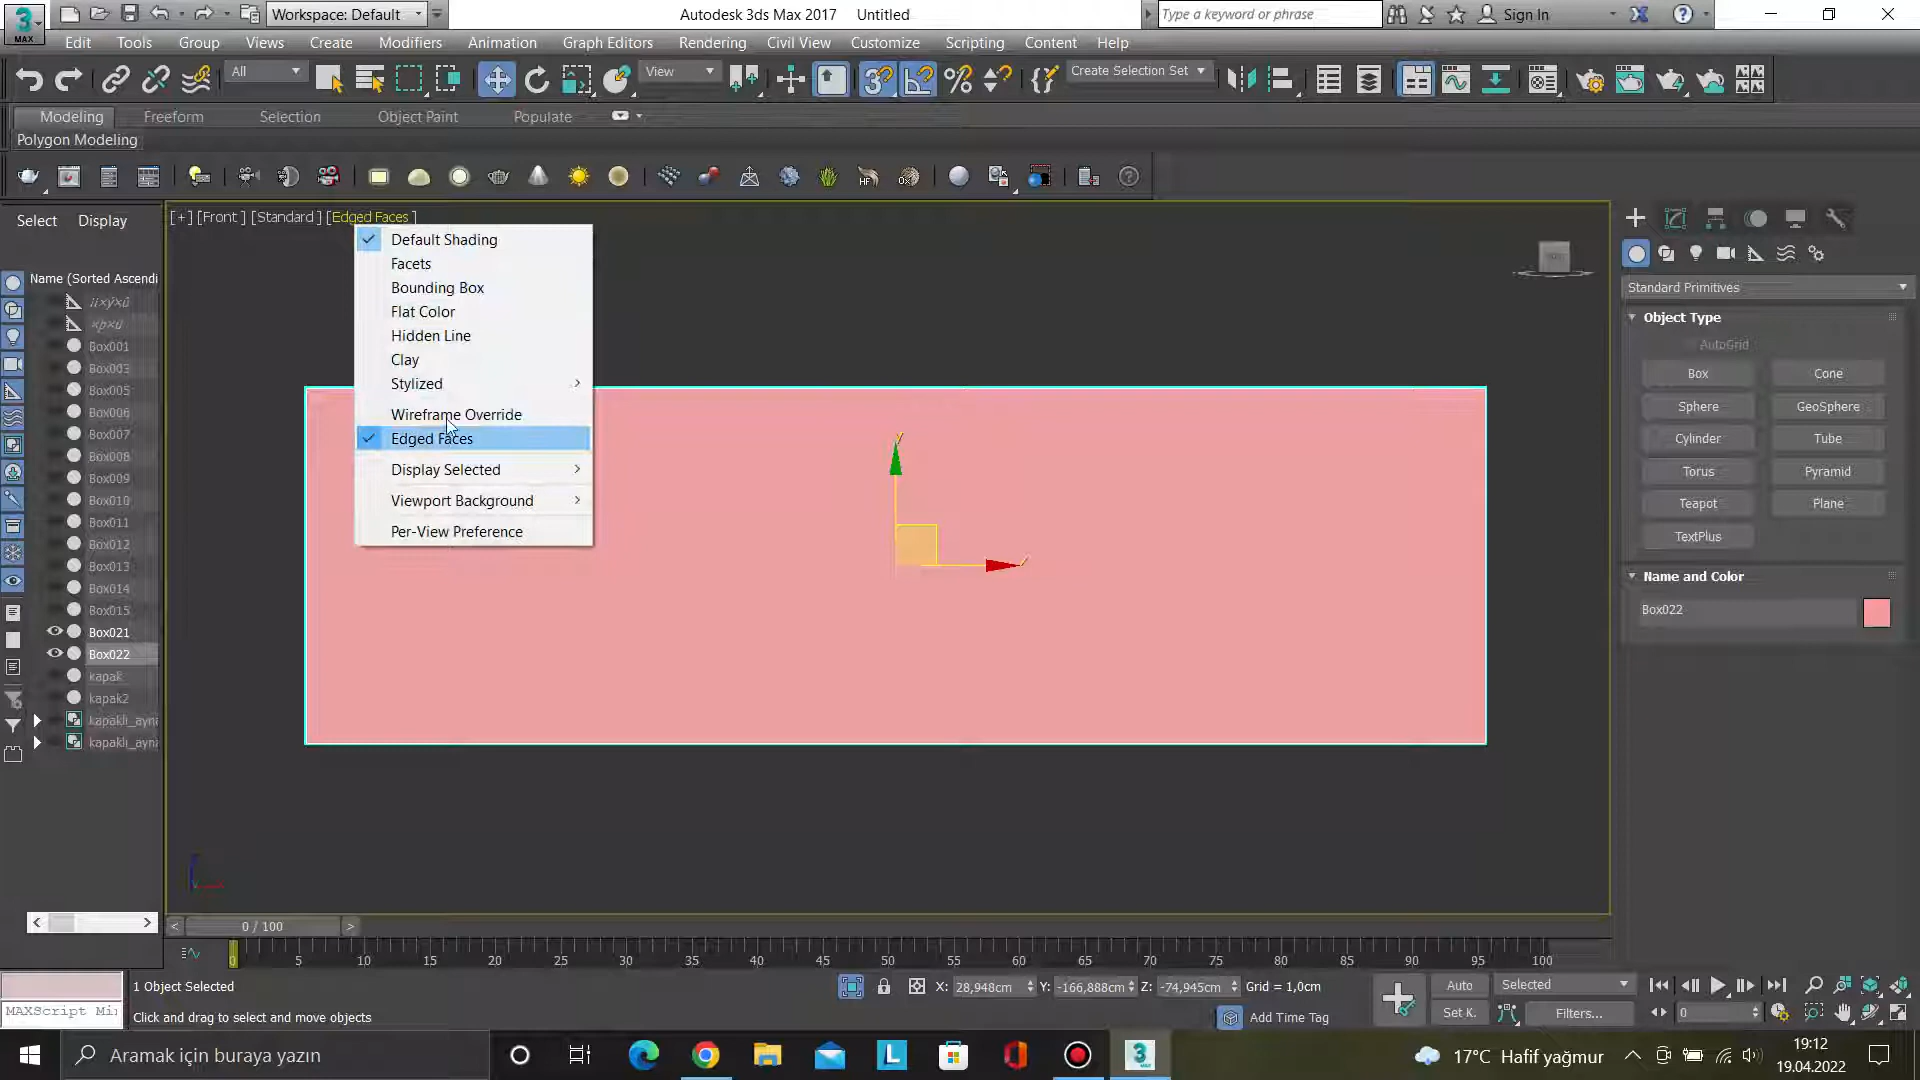 Workspace: Default
Autodesk 3ds Max 2017 Untitled
Type a keyword or phrase
Sign In
Edit Tools Group Views Create Modifiers Animation Graph Editors Rendering Civil View Customize Scripting Content Help
All
View
Create Selection Set
Modeling Freeform Selection Object Paint Populate
Polygon Modeling
Select Display
[+] [Front ] [Standard ] [Edged Faces ]
Name (Sorted Ascendi
Box001
Box003
Box005
Box006
Box007
Box008
Box009
Box010
Box011
Box012
Box013
Box014
Box015
Box021
Box022
kapak
kapak2
kapaklı_ayna
kapaklı_ayna
Default Shading
Facets
Bounding Box
Flat Color
Hidden Line
Clay
Stylized
Wireframe Override
Edged Faces
Display Selected
Viewport Background
Per-View Preference
y
Standard Primitives
Object Type
AutoGrid
Box Cone
Sphere GeoSphere
Cylinder Tube
Torus Pyramid
Teapot Plane
TextPlus
Name and Color
Box022
0 / 100
0 5 10 15 20 25 30 35 40 45 50 55 60 65 70 75 80 85 90 95 100
1 Object Selected
X: 28,948cm Y: -166,888cm Z: -74,945cm Grid = 1,0cm
Auto Selected
MAXScript Mi
Click and drag to select and move objects
Add Time Tag
Set K. Filters...
0
Aramak için buraya yazın
17°C Hafif yağmur
19:12
19.04.2022